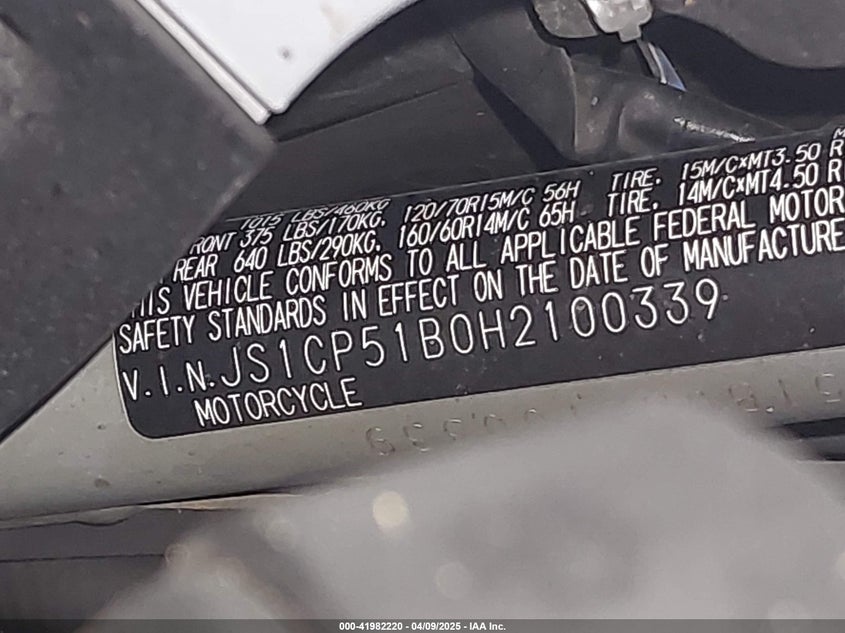 1015 LBS/460KG
RONT 375 LBS/170KG, 120/70R15M/C 56H TIRE, 15M/C×MT3.50 R
REAR 640 LBS/290KG, 160/60R14M/C 65H TIRE, 14M/C×MT4.50 R
THIS VEHICLE CONFORMS TO ALL APPLICABLE FEDERAL MOTOR
SAFETY STANDARDS IN EFFECT ON THE DATE OF MANUFACTURE
V.I.N. JS1CP51B0H2100339
MOTORCYCLE
000-41982220 - 04/09/2025 - IAA Inc.